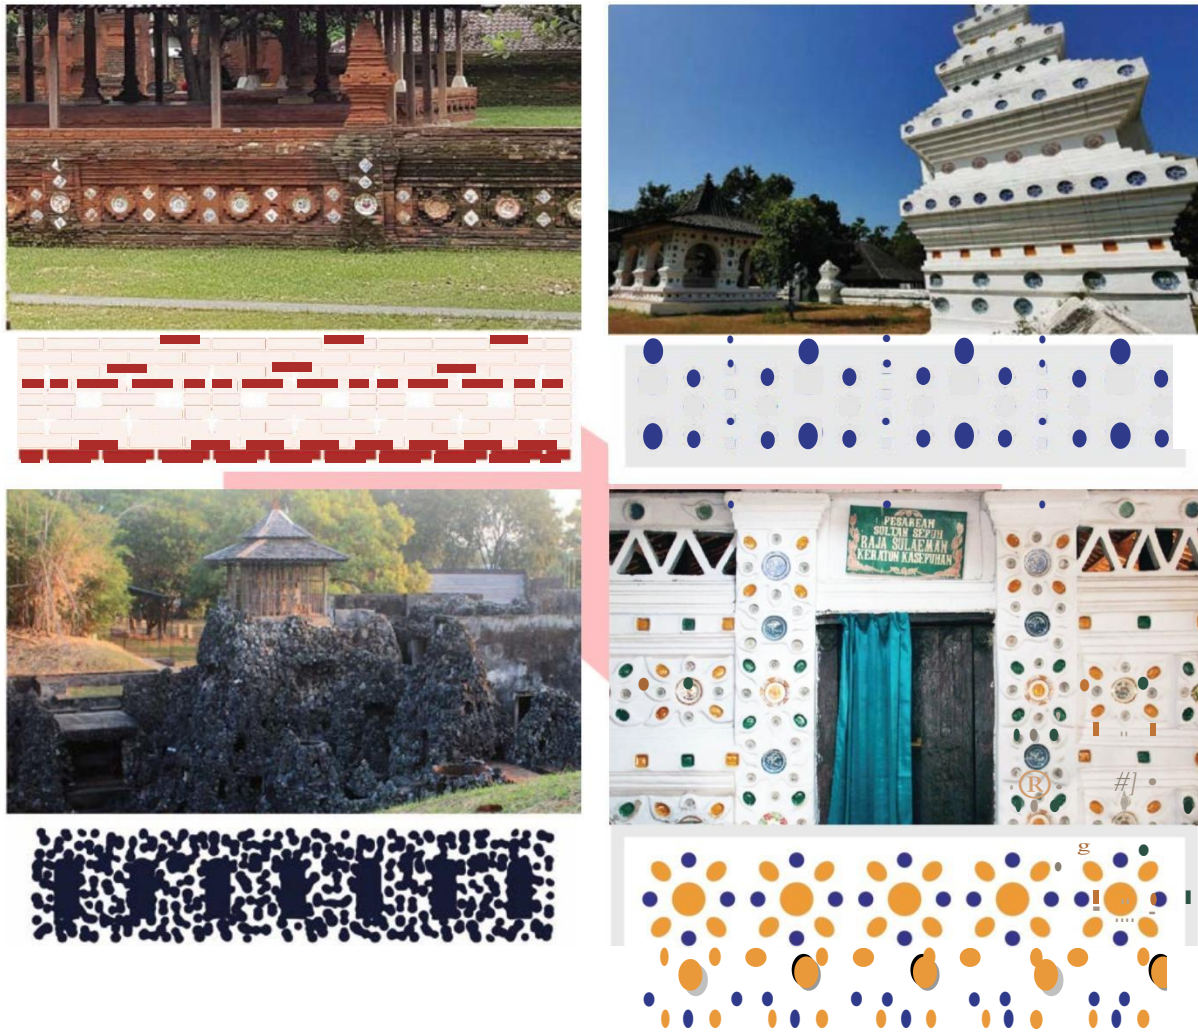 PESAREAN
SULTAN SEPUH
RAJA SULAEMAN
KERATON KASEPUHAN
®
#]
g